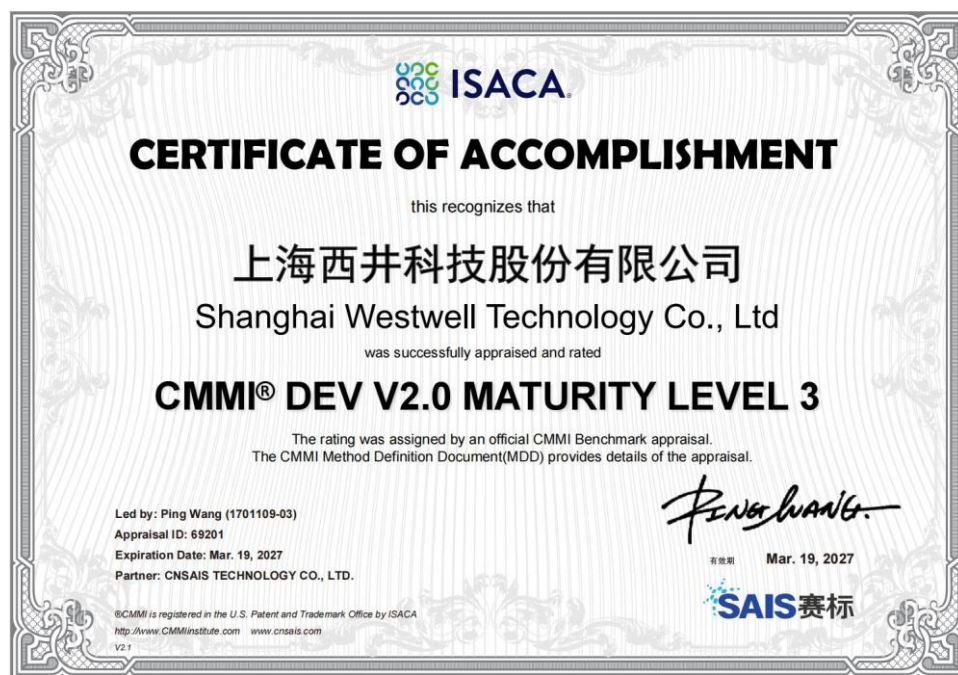 ISACA®
CERTIFICATE OF ACCOMPLISHMENT
this recognizes that
上海西井科技股份有限公司
Shanghai Westwell Technology Co., Ltd
was successfully appraised and rated
CMMI® DEV V2.0 MATURITY LEVEL 3
The rating was assigned by an official CMMI Benchmark appraisal.
The CMMI Method Definition Document(MDD) provides details of the appraisal.
Led by: Ping Wang (1701109-03)
Appraisal ID: 69201
Expiration Date: Mar. 19, 2027
Partner: CNSAIS TECHNOLOGY CO., LTD.
PING WANG
有效期 Mar. 19, 2027
SAIS赛标
®CMMI is registered in the U.S. Patent and Trademark Office by ISACA
http://www.CMMIinstitute.com www.cnsais.com
V2.1